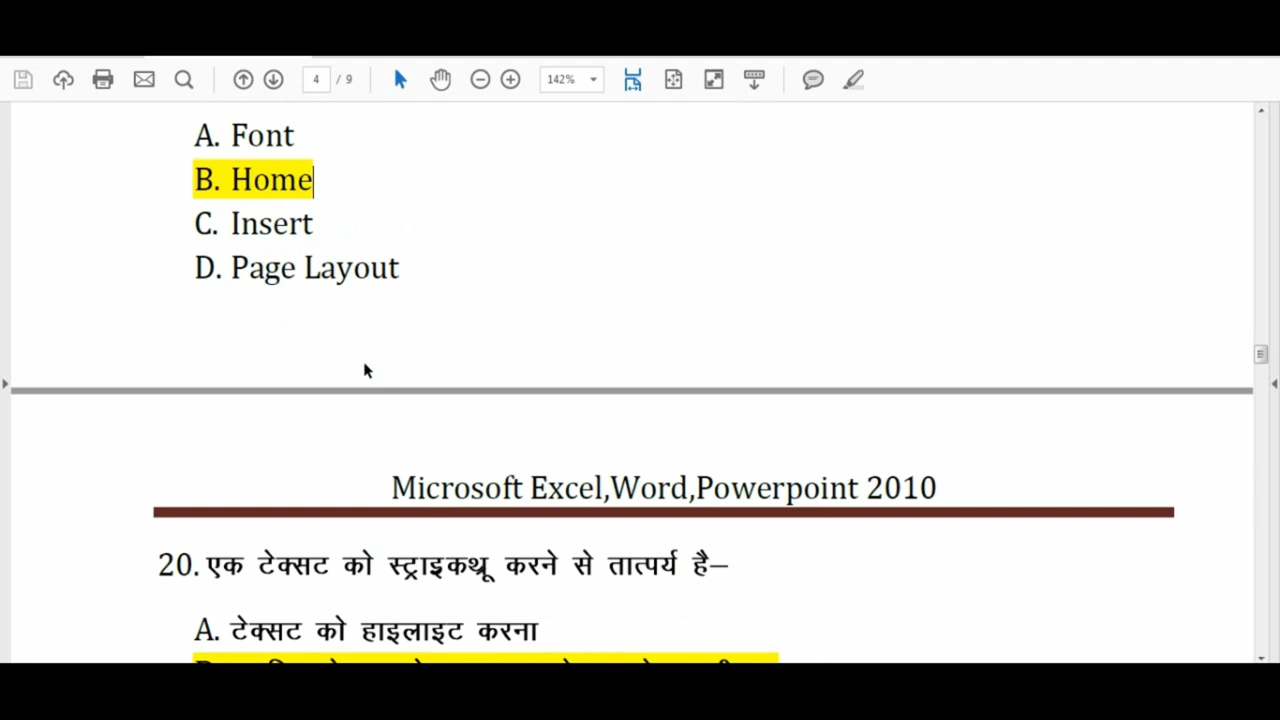 4 / 9
142%
A. Font
B. Home
C. Insert
D. Page Layout
Microsoft Excel,Word,Powerpoint 2010
20. एक टेक्सट को स्ट्राइकथ्रू करने से तात्पर्य है–
A. टेक्सट को हाइलाइट करना